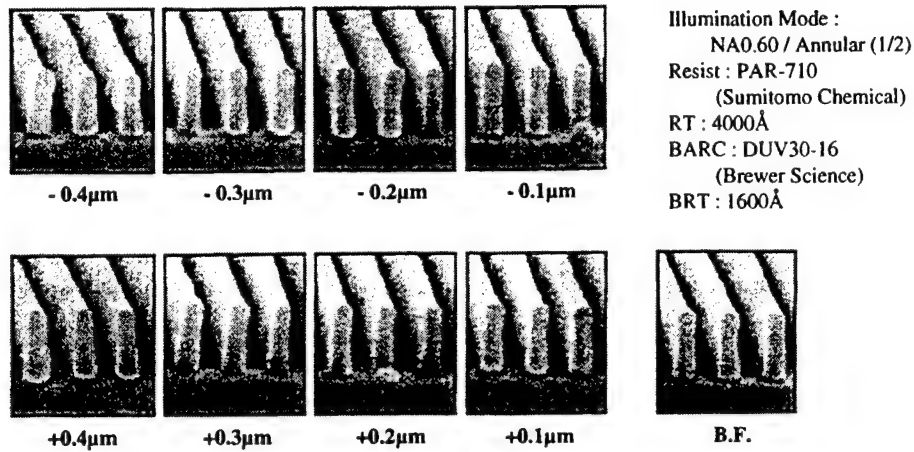 - 0.4µm - 0.3µm - 0.2µm - 0.1µm
Illumination Mode :
NA0.60 / Annular (1/2)
Resist : PAR-710
(Sumitomo Chemical)
RT : 4000Å
BARC : DUV30-16
(Brewer Science)
BRT : 1600Å
+0.4µm +0.3µm +0.2µm +0.1µm B.F.